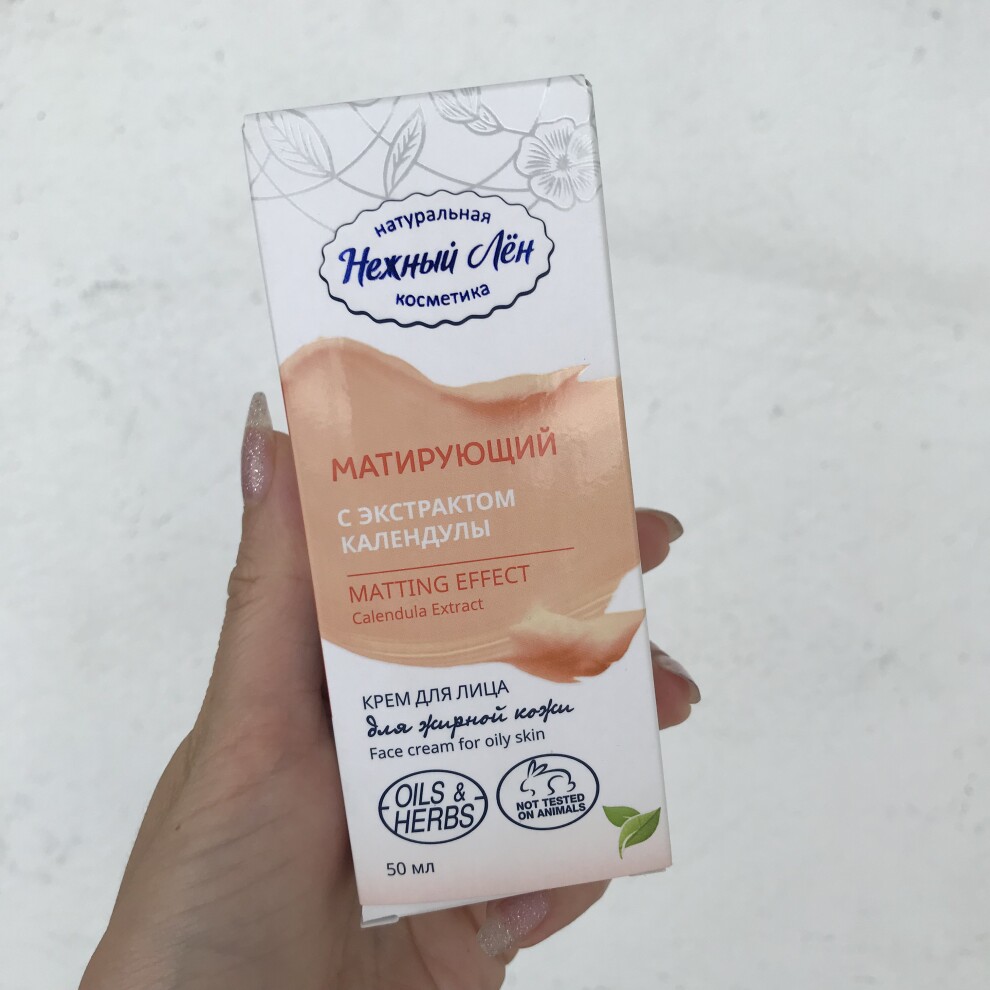 натуральная
Нежный Лён
косметика
МАТИРУЮЩИЙ
С ЭКСТРАКТОМ
КАЛЕНДУЛЫ
MATTING EFFECT
Calendula Extract
КРЕМ ДЛЯ ЛИЦА
для жирной кожи
Face cream for oily skin
OILS &
HERBS
NOT TESTED
ON ANIMALS
50 мл